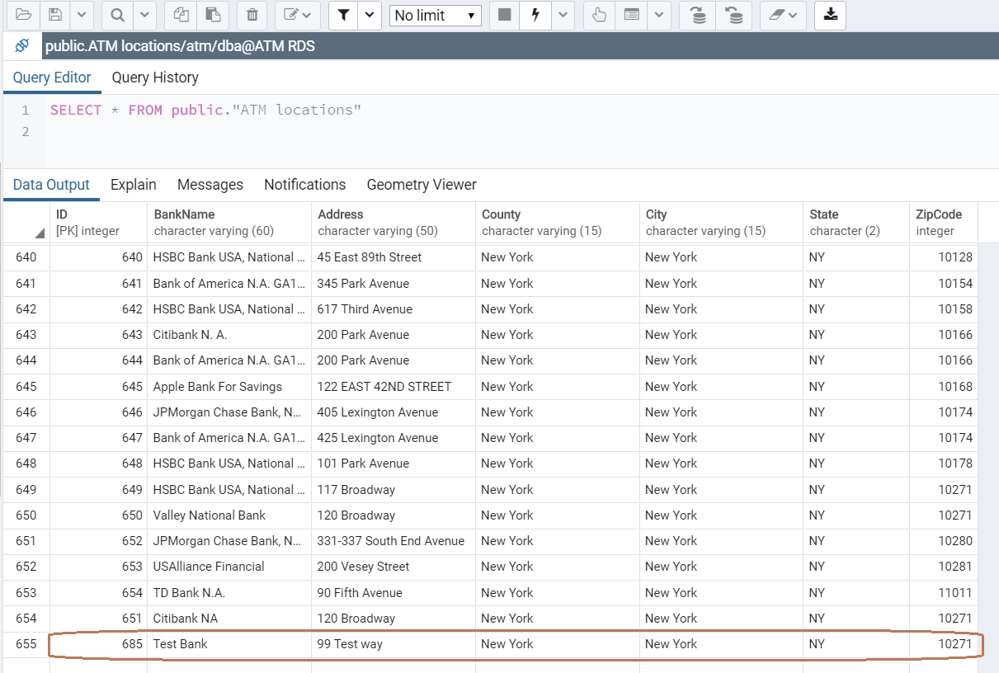 No limit
public.ATM locations/atm/dba@ATM RDS
Query Editor Query History
1 SELECT * FROM public."ATM locations"
2
Data Output Explain Messages Notifications Geometry Viewer
ID BankName Address County City State ZipCode
[PK] integer character varying (60) character varying (50) character varying (15) character varying (15) character (2) integer
640 640 HSBC Bank USA, National ... 45 East 89th Street New York New York NY 10128
641 641 Bank of America N.A. GA1... 345 Park Avenue New York New York NY 10154
642 642 HSBC Bank USA, National ... 617 Third Avenue New York New York NY 10158
643 643 Citibank N. A. 200 Park Avenue New York New York NY 10166
644 644 Bank of America N.A. GA1... 200 Park Avenue New York New York NY 10166
645 645 Apple Bank For Savings 122 EAST 42ND STREET New York New York NY 10168
646 646 JPMorgan Chase Bank, N... 405 Lexington Avenue New York New York NY 10174
647 647 Bank of America N.A. GA1... 425 Lexington Avenue New York New York NY 10174
648 648 HSBC Bank USA, National ... 101 Park Avenue New York New York NY 10178
649 649 HSBC Bank USA, National ... 117 Broadway New York New York NY 10271
650 650 Valley National Bank 120 Broadway New York New York NY 10271
651 652 JPMorgan Chase Bank, N... 331-337 South End Avenue New York New York NY 10280
652 653 USAlliance Financial 200 Vesey Street New York New York NY 10281
653 654 TD Bank N.A. 90 Fifth Avenue New York New York NY 11011
654 651 Citibank NA 120 Broadway New York New York NY 10271
655 685 Test Bank 99 Test way New York New York NY 10271